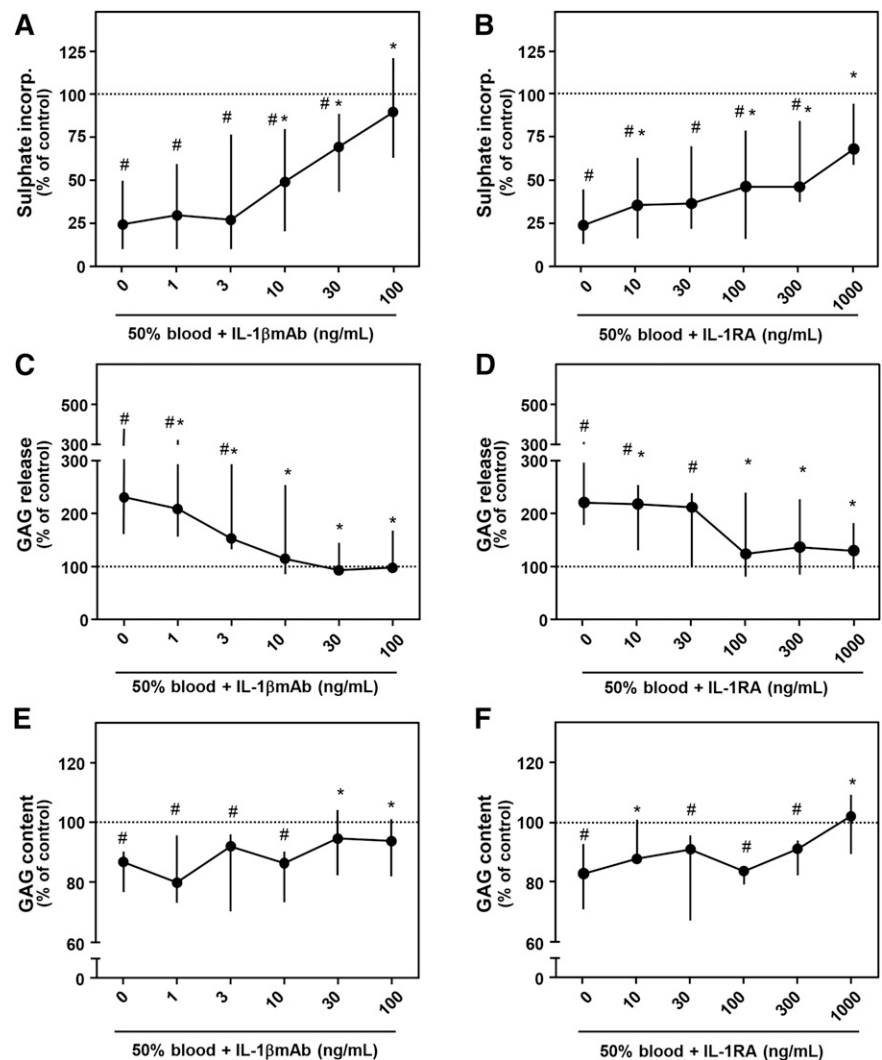 A
Sulphate incorp.
(% of control)
125
100
75
50
25
0
# # # # * # * *
0 1 3 10 30 100
50% blood + IL-1βmAb (ng/mL)
B
Sulphate incorp.
(% of control)
125
100
75
50
25
0
# # * # # * # * *
0 10 30 100 300 1000
50% blood + IL-1RA (ng/mL)
C
GAG release
(% of control)
500
300
300
200
100
0
# # * # * * * *
0 1 3 10 30 100
50% blood + IL-1βmAb (ng/mL)
D
GAG release
(% of control)
500
300
300
200
100
0
# # * # * * *
0 10 30 100 300 1000
50% blood + IL-1RA (ng/mL)
E
GAG content
(% of control)
120
100
80
60
0
# # # # * *
0 1 3 10 30 100
50% blood + IL-1βmAb (ng/mL)
F
GAG content
(% of control)
120
100
80
60
0
# * # # # *
0 10 30 100 300 1000
50% blood + IL-1RA (ng/mL)